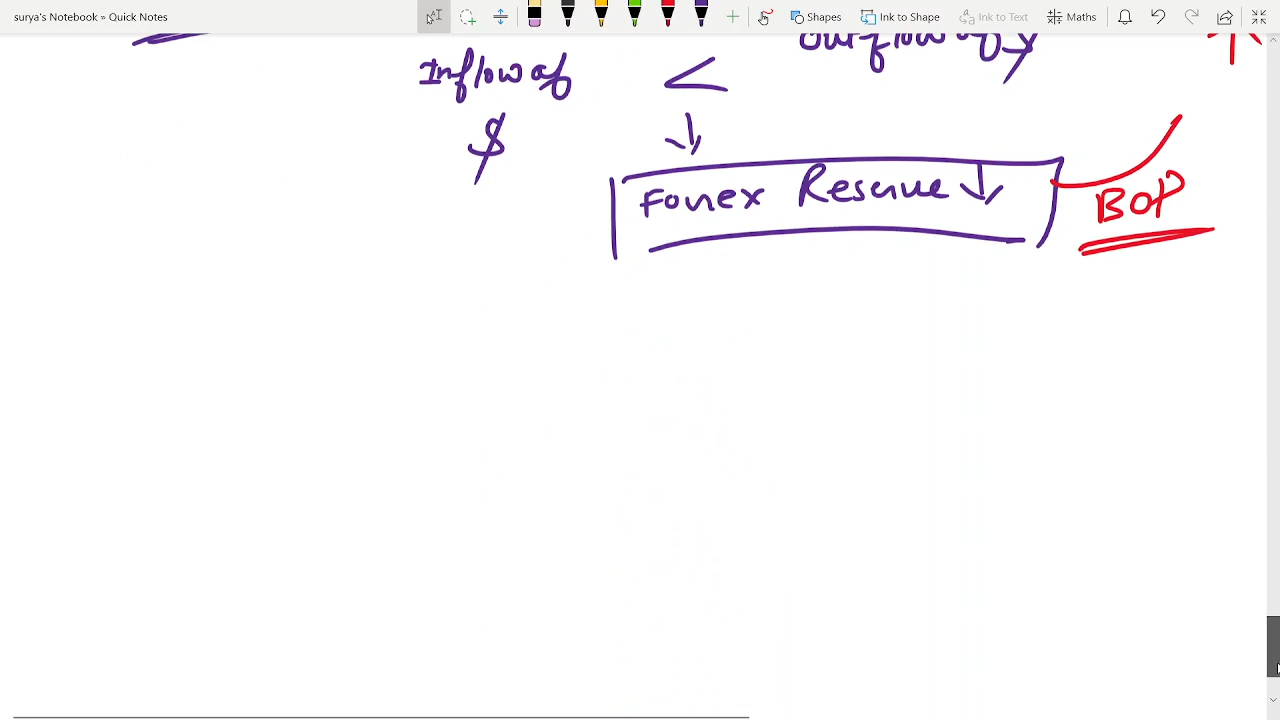 surya's Notebook » Quick Notes
Shapes Ink to Shape Ink to Text Maths
Outflow of $
Inflow of <
$ ↓
Forex Reserve ↓
BOP